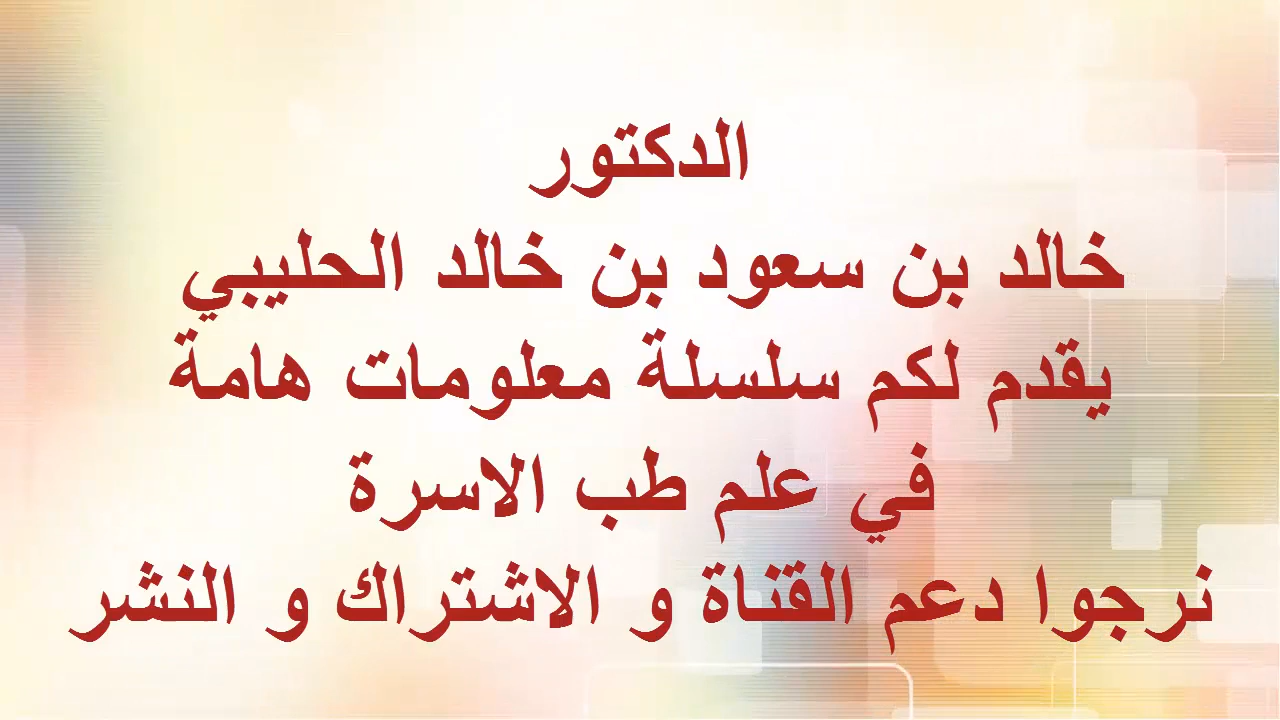 الدكتور
خالد بن سعود بن خالد الحليبي
يقدم لكم سلسلة معلومات هامة
في علم طب الاسرة
نرجوا دعم القناة و الاشتراك و النشر